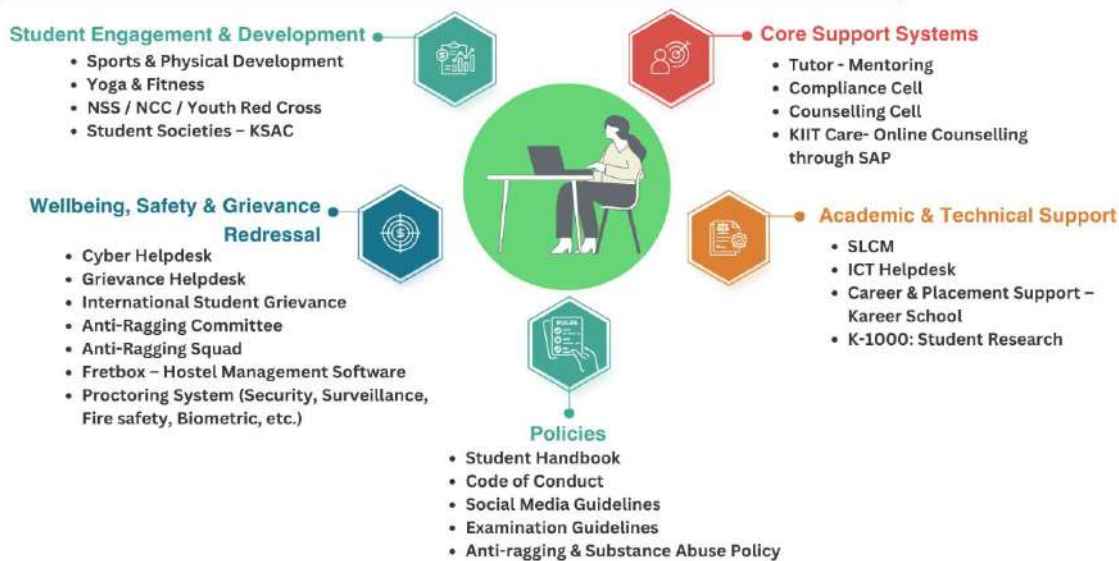 Student Engagement & Development
• Sports & Physical Development
• Yoga & Fitness
• NSS / NCC / Youth Red Cross
• Student Societies – KSAC
Core Support Systems
• Tutor - Mentoring
• Compliance Cell
• Counselling Cell
• KIIT Care- Online Counselling
through SAP
Wellbeing, Safety & Grievance
Redressal
• Cyber Helpdesk
• Grievance Helpdesk
• International Student Grievance
• Anti-Ragging Committee
• Anti-Ragging Squad
• Fretbox – Hostel Management Software
• Proctoring System (Security, Surveillance,
Fire safety, Biometric, etc.)
Academic & Technical Support
• SLCM
• ICT Helpdesk
• Career & Placement Support –
Kareer School
• K-1000: Student Research
RULES
Policies
• Student Handbook
• Code of Conduct
• Social Media Guidelines
• Examination Guidelines
• Anti-ragging & Substance Abuse Policy